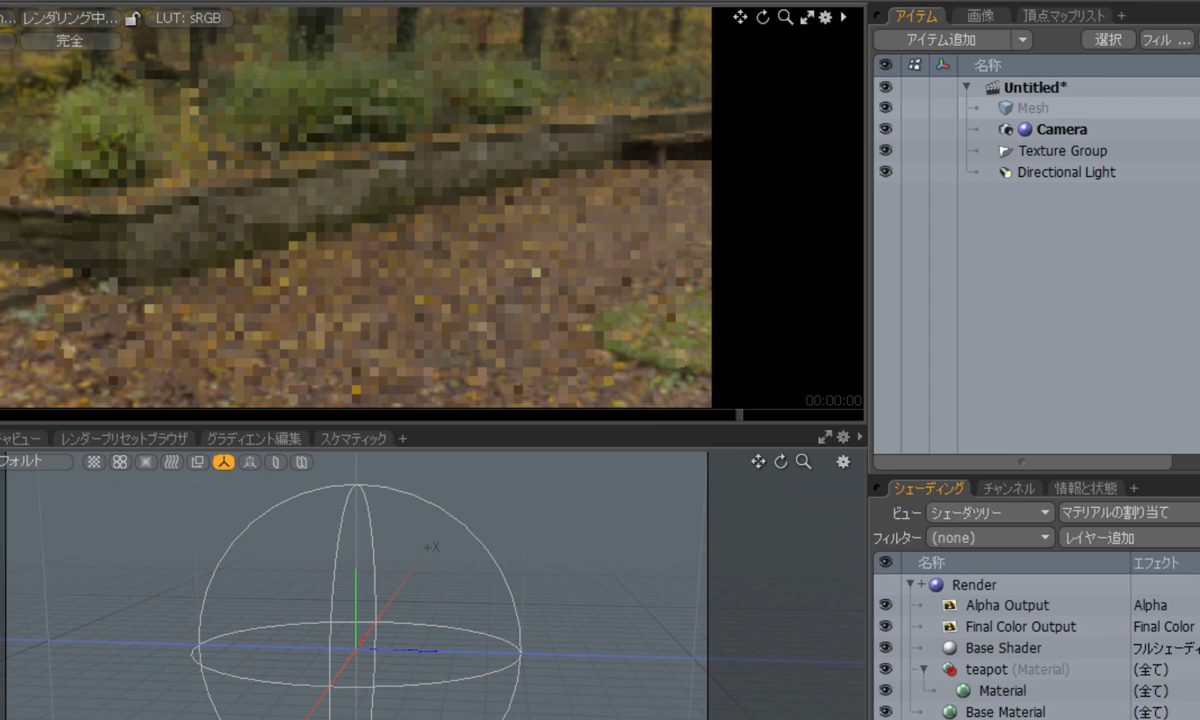 n... レンダリング中... LUT: sRGB
完全
00:00:00
レンダープリセットブラウザ グラディエント編集 スケマティック +
フォルト
+X
アイテム 画像 頂点マップリスト +
アイテム追加 選択 フィル ...
名称
Untitled*
Mesh
Camera
Texture Group
Directional Light
シェーディング チャンネル 情報と状態 +
ビュー シェーダツリー マテリアルの割り当て
フィルター (none) レイヤー追加
名称 エフェクト
Render
Alpha Output Alpha
Final Color Output Final Color
Base Shader フルシェーディ
teapot (Material) (全て)
Material (全て)
Base Material (全て)